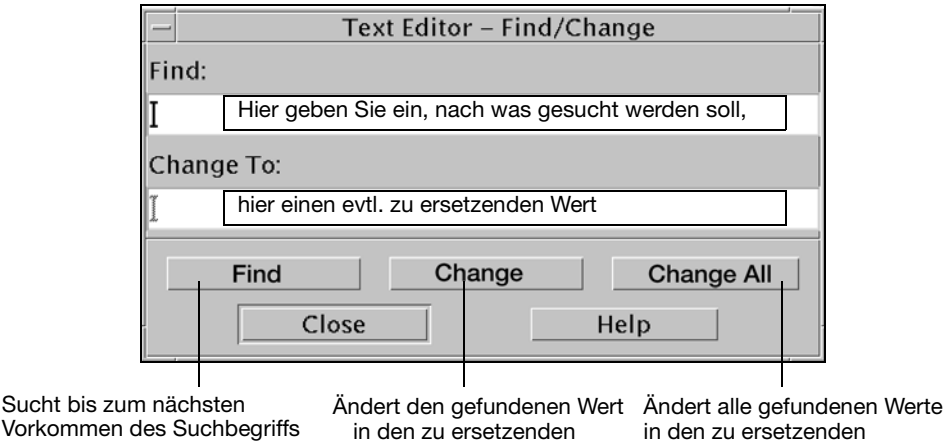 Text Editor – Find/Change
Find:
Hier geben Sie ein, nach was gesucht werden soll,
Change To:
hier einen evtl. zu ersetzenden Wert
Find
Change
Change All
Close
Help
Sucht bis zum nächsten
Vorkommen des Suchbegriffs
Ändert den gefundenen Wert
in den zu ersetzenden
Ändert alle gefundenen Werte
in den zu ersetzenden